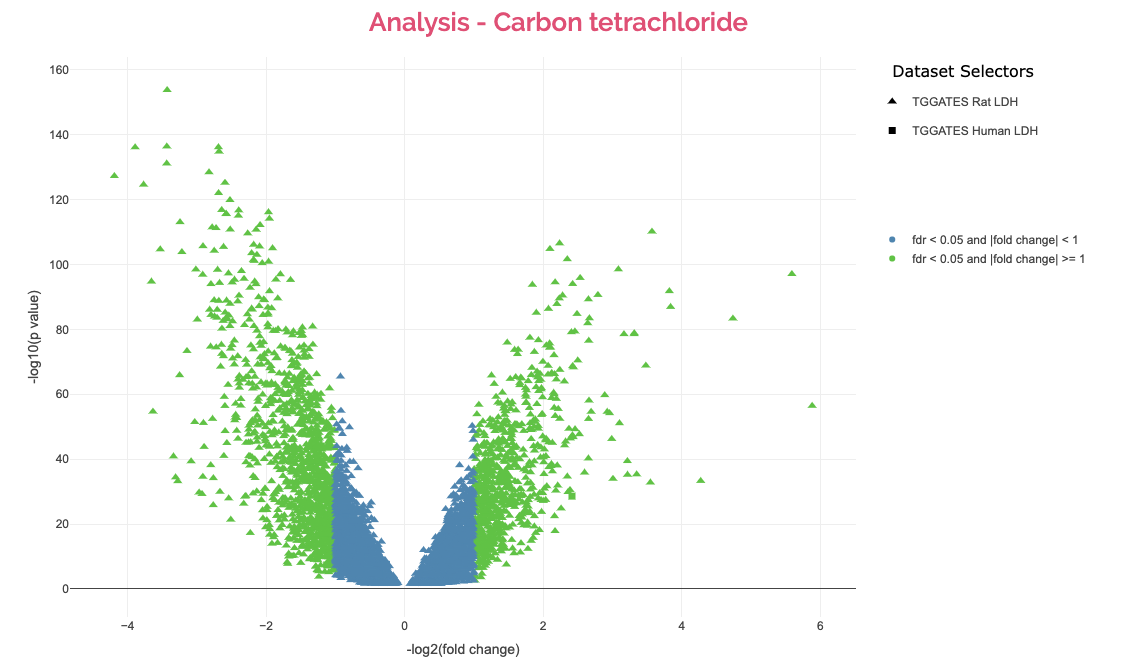 Analysis - Carbon tetrachloride
Dataset Selectors
TGGATES Rat LDH
TGGATES Human LDH
fdr < 0.05 and |fold change| < 1
fdr < 0.05 and |fold change| >= 1
-log10(p value)
160
140
120
100
80
60
40
20
0
−4
−2
0
2
4
6
-log2(fold change)